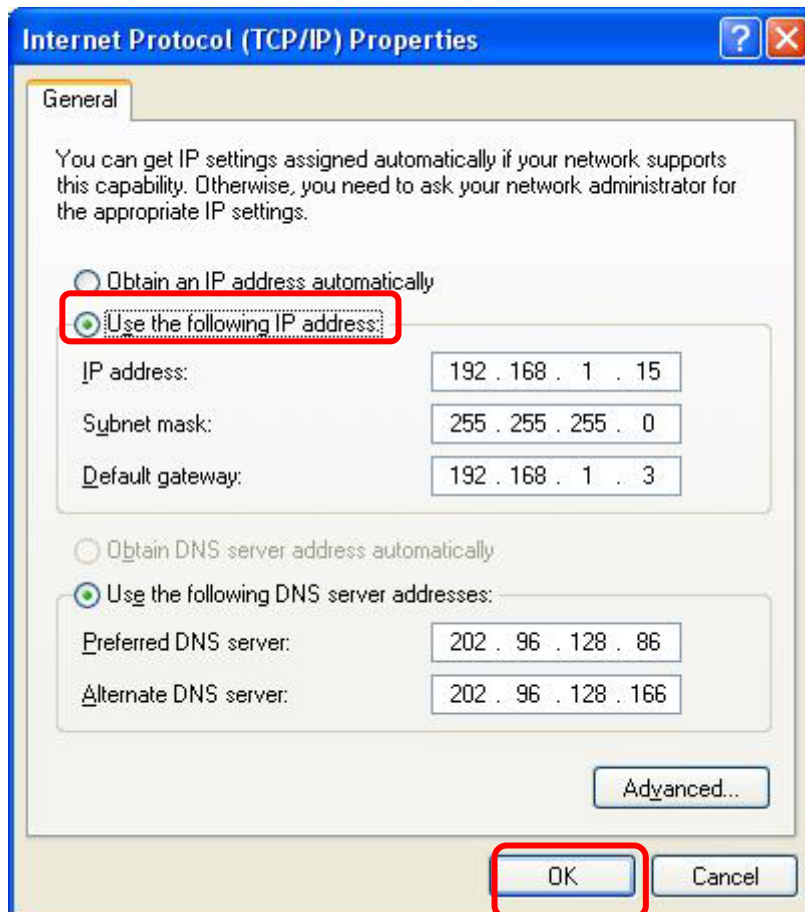 Internet Protocol (TCP/IP) Properties
General
You can get IP settings assigned automatically if your network supports
this capability. Otherwise, you need to ask your network administrator for
the appropriate IP settings.
Obtain an IP address automatically
Use the following IP address:
IP address: 192 . 168 . 1 . 15
Subnet mask: 255 . 255 . 255 . 0
Default gateway: 192 . 168 . 1 . 3
Obtain DNS server address automatically
Use the following DNS server addresses:
Preferred DNS server: 202 . 96 . 128 . 86
Alternate DNS server: 202 . 96 . 128 . 166
Advanced...
OK Cancel